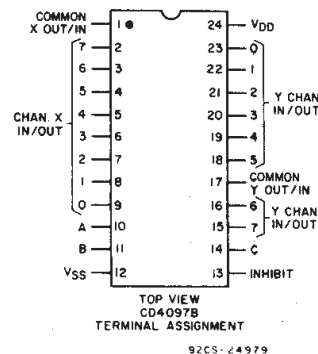 COMMON X OUT/IN 1 24 VDD
7 2 23 0
6 3 22 1
5 4 21 2
4 5 20 3
3 6 19 4
2 7 18 5
1 8 17 COMMON Y OUT/IN
0 9 16 6
A 10 15 7
B 11 14 C
VSS 12 13 INHIBIT
CHAN. X
IN/OUT
Y CHAN
IN/OUT
Y CHAN
IN/OUT
TOP VIEW
CD4097B
TERMINAL ASSIGNMENT
92CS-24979